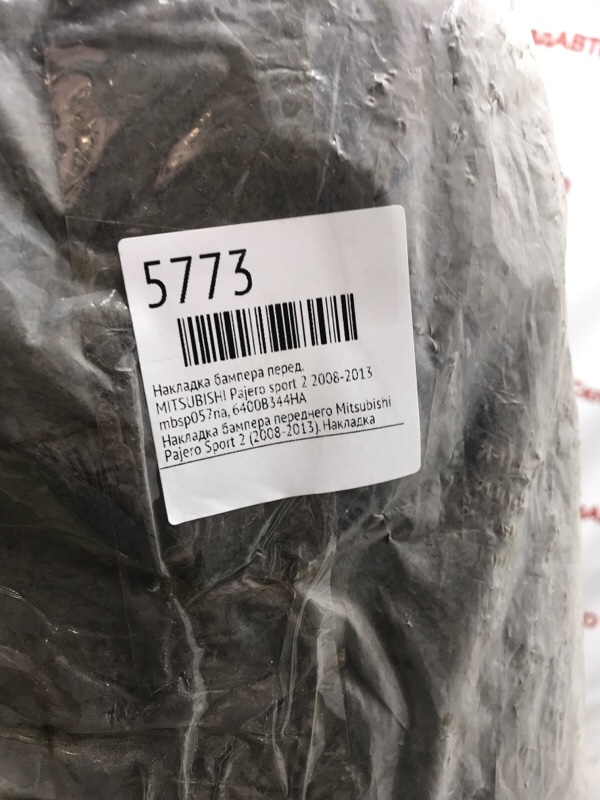 5773
Накладка бампера перед.
MITSUBISHI Pajero sport 2 2008-2013
mbsp057na, 6400B344HA
Накладка бампера переднего Mitsubishi
Pajero Sport 2 (2008-2013). Накладка